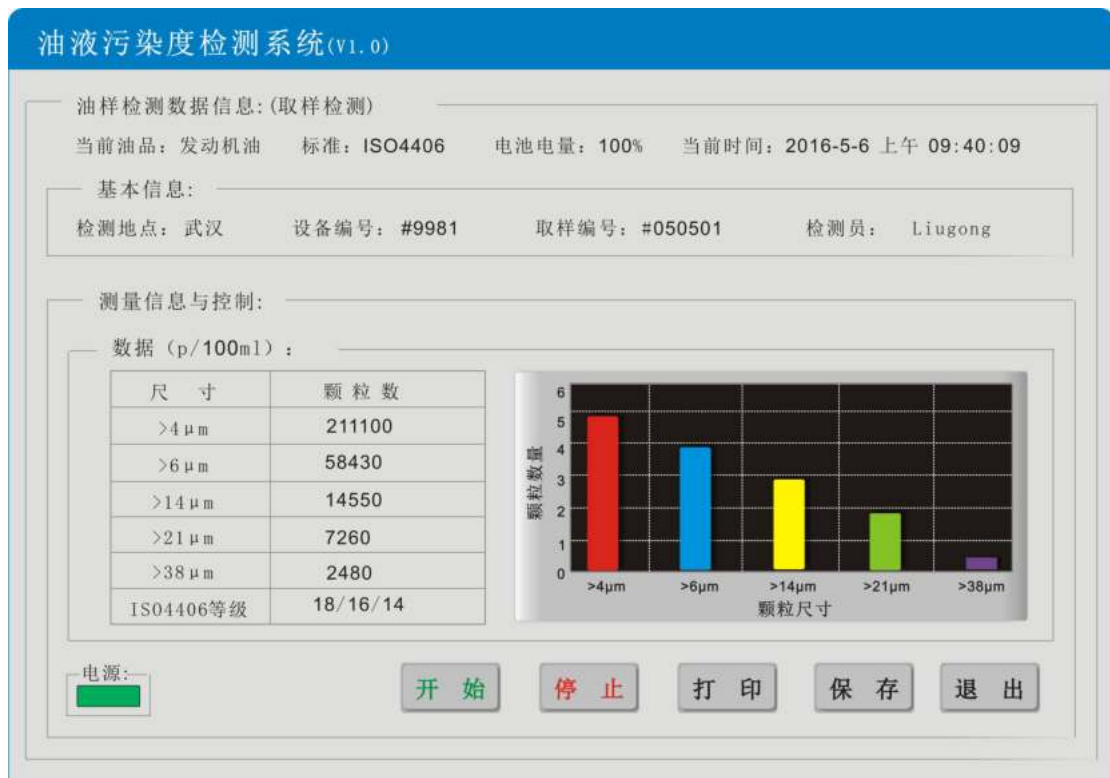 油液污染度检测系统(V1.0)
油样检测数据信息:(取样检测)
当前油品：发动机油 标准：ISO4406 电池电量：100% 当前时间：2016-5-6 上午 09:40:09
基本信息:
检测地点：武汉 设备编号：#9981 取样编号：#050501 检测员： Liugong
测量信息与控制:
数据（p/100ml）：
尺 寸 颗 粒 数
>4μm 211100
>6μm 58430
>14μm 14550
>21μm 7260
>38μm 2480
ISO4406等级 18/16/14
颗粒数量
6
5
4
3
2
1
0
>4μm >6μm >14μm >21μm >38μm
颗粒尺寸
电源:
开 始 停 止 打 印 保 存 退 出